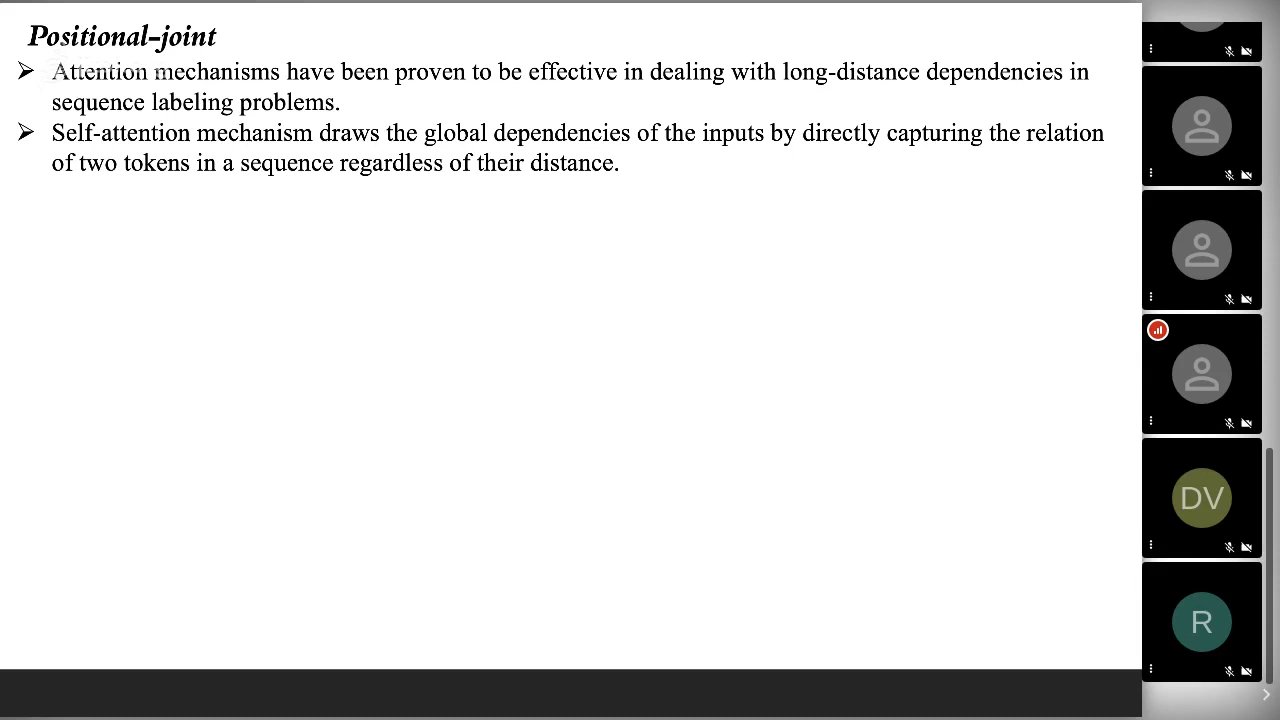 Positional-joint
➢ Attention mechanisms have been proven to be effective in dealing with long-distance dependencies in
sequence labeling problems.
➢ Self-attention mechanism draws the global dependencies of the inputs by directly capturing the relation
of two tokens in a sequence regardless of their distance.
DV
R